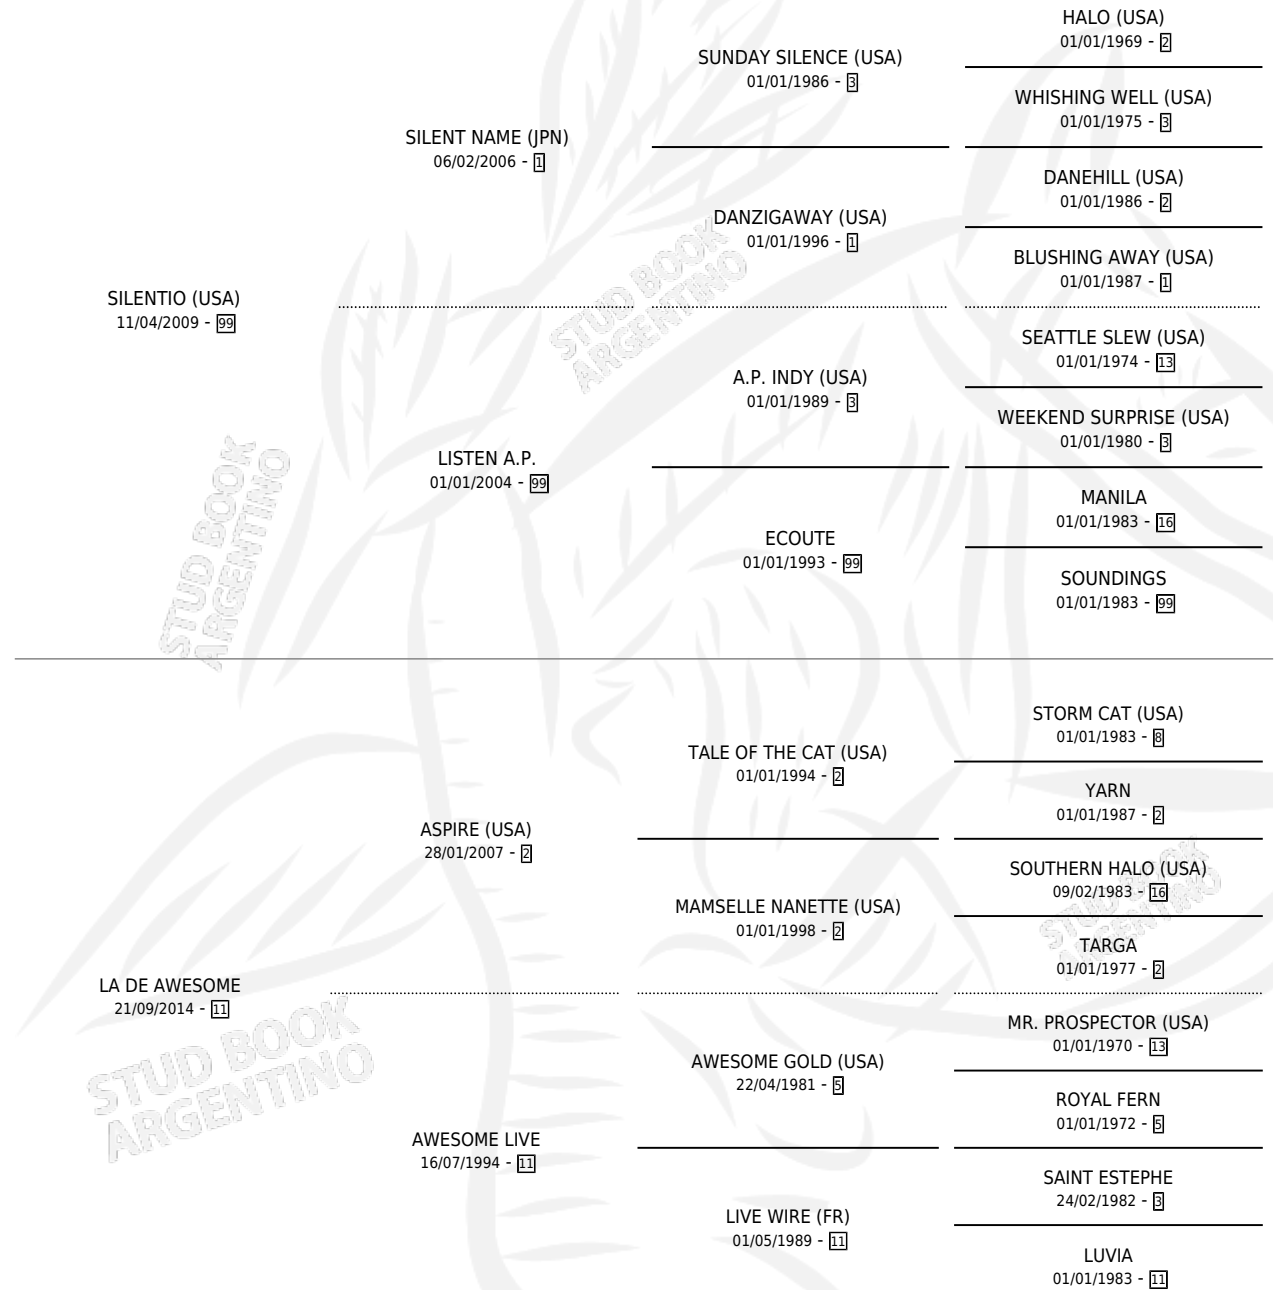 HALO (USA)
01/01/1969 - 2
SUNDAY SILENCE (USA)
01/01/1986 - 3
WHISHING WELL (USA)
01/01/1975 - 3
SILENT NAME (JPN)
06/02/2006 - 1
DANEHILL (USA)
01/01/1986 - 2
DANZIGAWAY (USA)
01/01/1996 - 1
BLUSHING AWAY (USA)
01/01/1987 - 1
SILENTIO (USA)
11/04/2009 - 99
SEATTLE SLEW (USA)
01/01/1974 - 13
A.P. INDY (USA)
01/01/1989 - 3
WEEKEND SURPRISE (USA)
01/01/1980 - 3
LISTEN A.P.
01/01/2004 - 99
MANILA
01/01/1983 - 16
ECOUTE
01/01/1993 - 99
SOUNDINGS
01/01/1983 - 99
STORM CAT (USA)
01/01/1983 - 8
TALE OF THE CAT (USA)
01/01/1994 - 2
YARN
01/01/1987 - 2
ASPIRE (USA)
28/01/2007 - 2
SOUTHERN HALO (USA)
09/02/1983 - 16
MAMSELLE NANETTE (USA)
01/01/1998 - 2
TARGA
01/01/1977 - 2
LA DE AWESOME
21/09/2014 - 11
MR. PROSPECTOR (USA)
01/01/1970 - 13
AWESOME GOLD (USA)
22/04/1981 - 5
ROYAL FERN
01/01/1972 - 5
AWESOME LIVE
16/07/1994 - 11
SAINT ESTEPHE
24/02/1982 - 3
LIVE WIRE (FR)
01/05/1989 - 11
LUVIA
01/01/1983 - 11
STUD BOOK
ARGENTINO
STUD BOOK
ARGENTINO
STUD BOOK
ARGENTINO
STUD BOOK
ARGENTINO